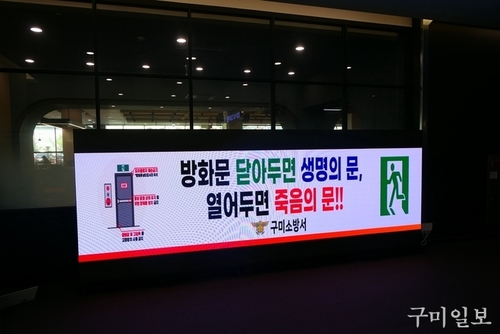 방화문 닫아두면 생명의 문,
열어두면 죽음의 문!!
구미소방서
구미일보